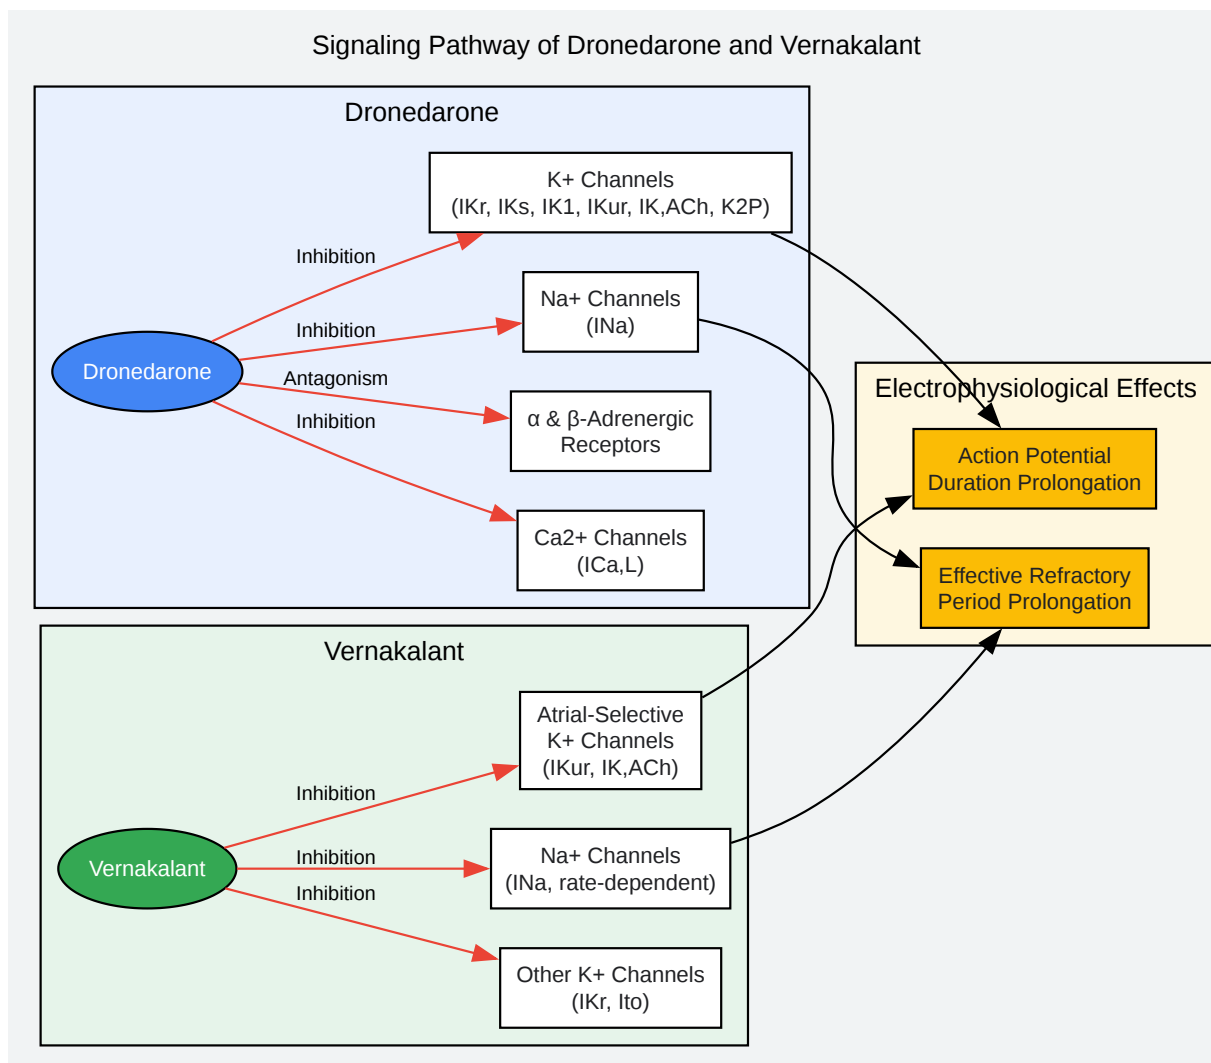 Signaling Pathway of Dronedarone and Vernakalant
Dronedarone
K+ Channels
(IKr, IKs, IK1, IKur, IK,ACh, K2P)
Inhibition
Na+ Channels
(INa)
Inhibition
Dronedarone
Antagonism
α & β-Adrenergic
Receptors
Inhibition
Ca2+ Channels
(ICa,L)
Electrophysiological Effects
Action Potential
Duration Prolongation
Effective Refractory
Period Prolongation
Vernakalant
Atrial-Selective
K+ Channels
(IKur, IK,ACh)
Inhibition
Vernakalant
Inhibition
Na+ Channels
(INa, rate-dependent)
Inhibition
Other K+ Channels
(IKr, Ito)